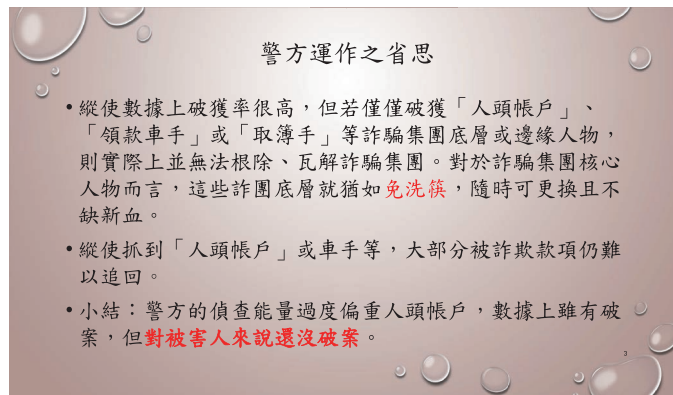 警方運作之省思
•縱使數據上破獲率很高，但若僅僅破獲「人頭帳戶」、
「領款車手」或「取簿手」等詐騙集團底層或邊緣人物，
則實際上並無法根除、瓦解詐騙集團。對於詐騙集團核心
人物而言，這些詐團底層就猶如免洗筷，隨時可更換且不
缺新血。
•縱使抓到「人頭帳戶」或車手等，大部分被詐欺款項仍難
以追回。
•小結：警方的偵查能量過度偏重人頭帳戶，數據上雖有破
案，但對被害人來說還沒破案。
3